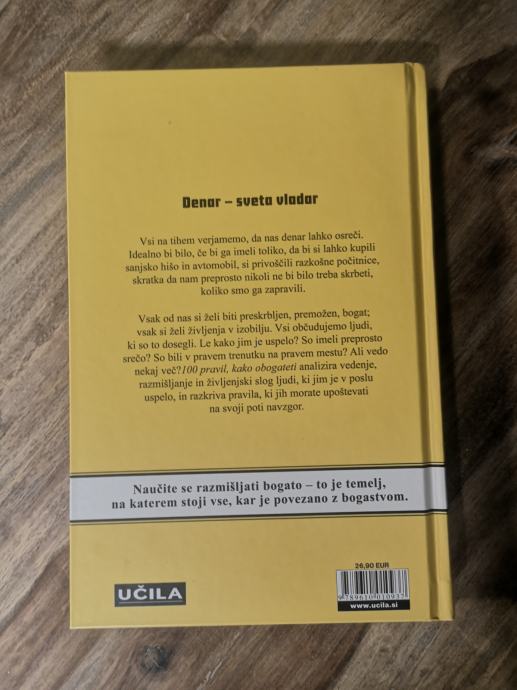 Denar – sveta vladar
Vsi na tihem verjamemo, da nas denar lahko osreči.
Idealno bi bilo, če bi ga imeli toliko, da bi si lahko kupili
sanjsko hišo in avtomobil, si privoščili razkošne počitnice,
skratka da nam preprosto nikoli ne bi bilo treba skrbeti,
koliko smo ga zapravili.
Vsak od nas si želi biti preskrbljen, premožen, bogat;
vsak si želi življenja v izobilju. Vsi občudujemo ljudi,
ki so to dosegli. Le kako jim je uspelo? So imeli preprosto
srečo? So bili v pravem trenutku na pravem mestu? Ali vedo
nekaj več?100 pravil, kako obogateti analizira vedenje,
razmišljanje in življenjski slog ljudi, ki jim je v poslu
uspelo, in razkriva pravila, ki jih morate upoštevati
na svoji poti navzgor.
Naučite se razmišljati bogato – to je temelj,
na katerem stoji vse, kar je povezano z bogastvom.
26,90 EUR
UČILA
9 789610 010937
www.ucila.si